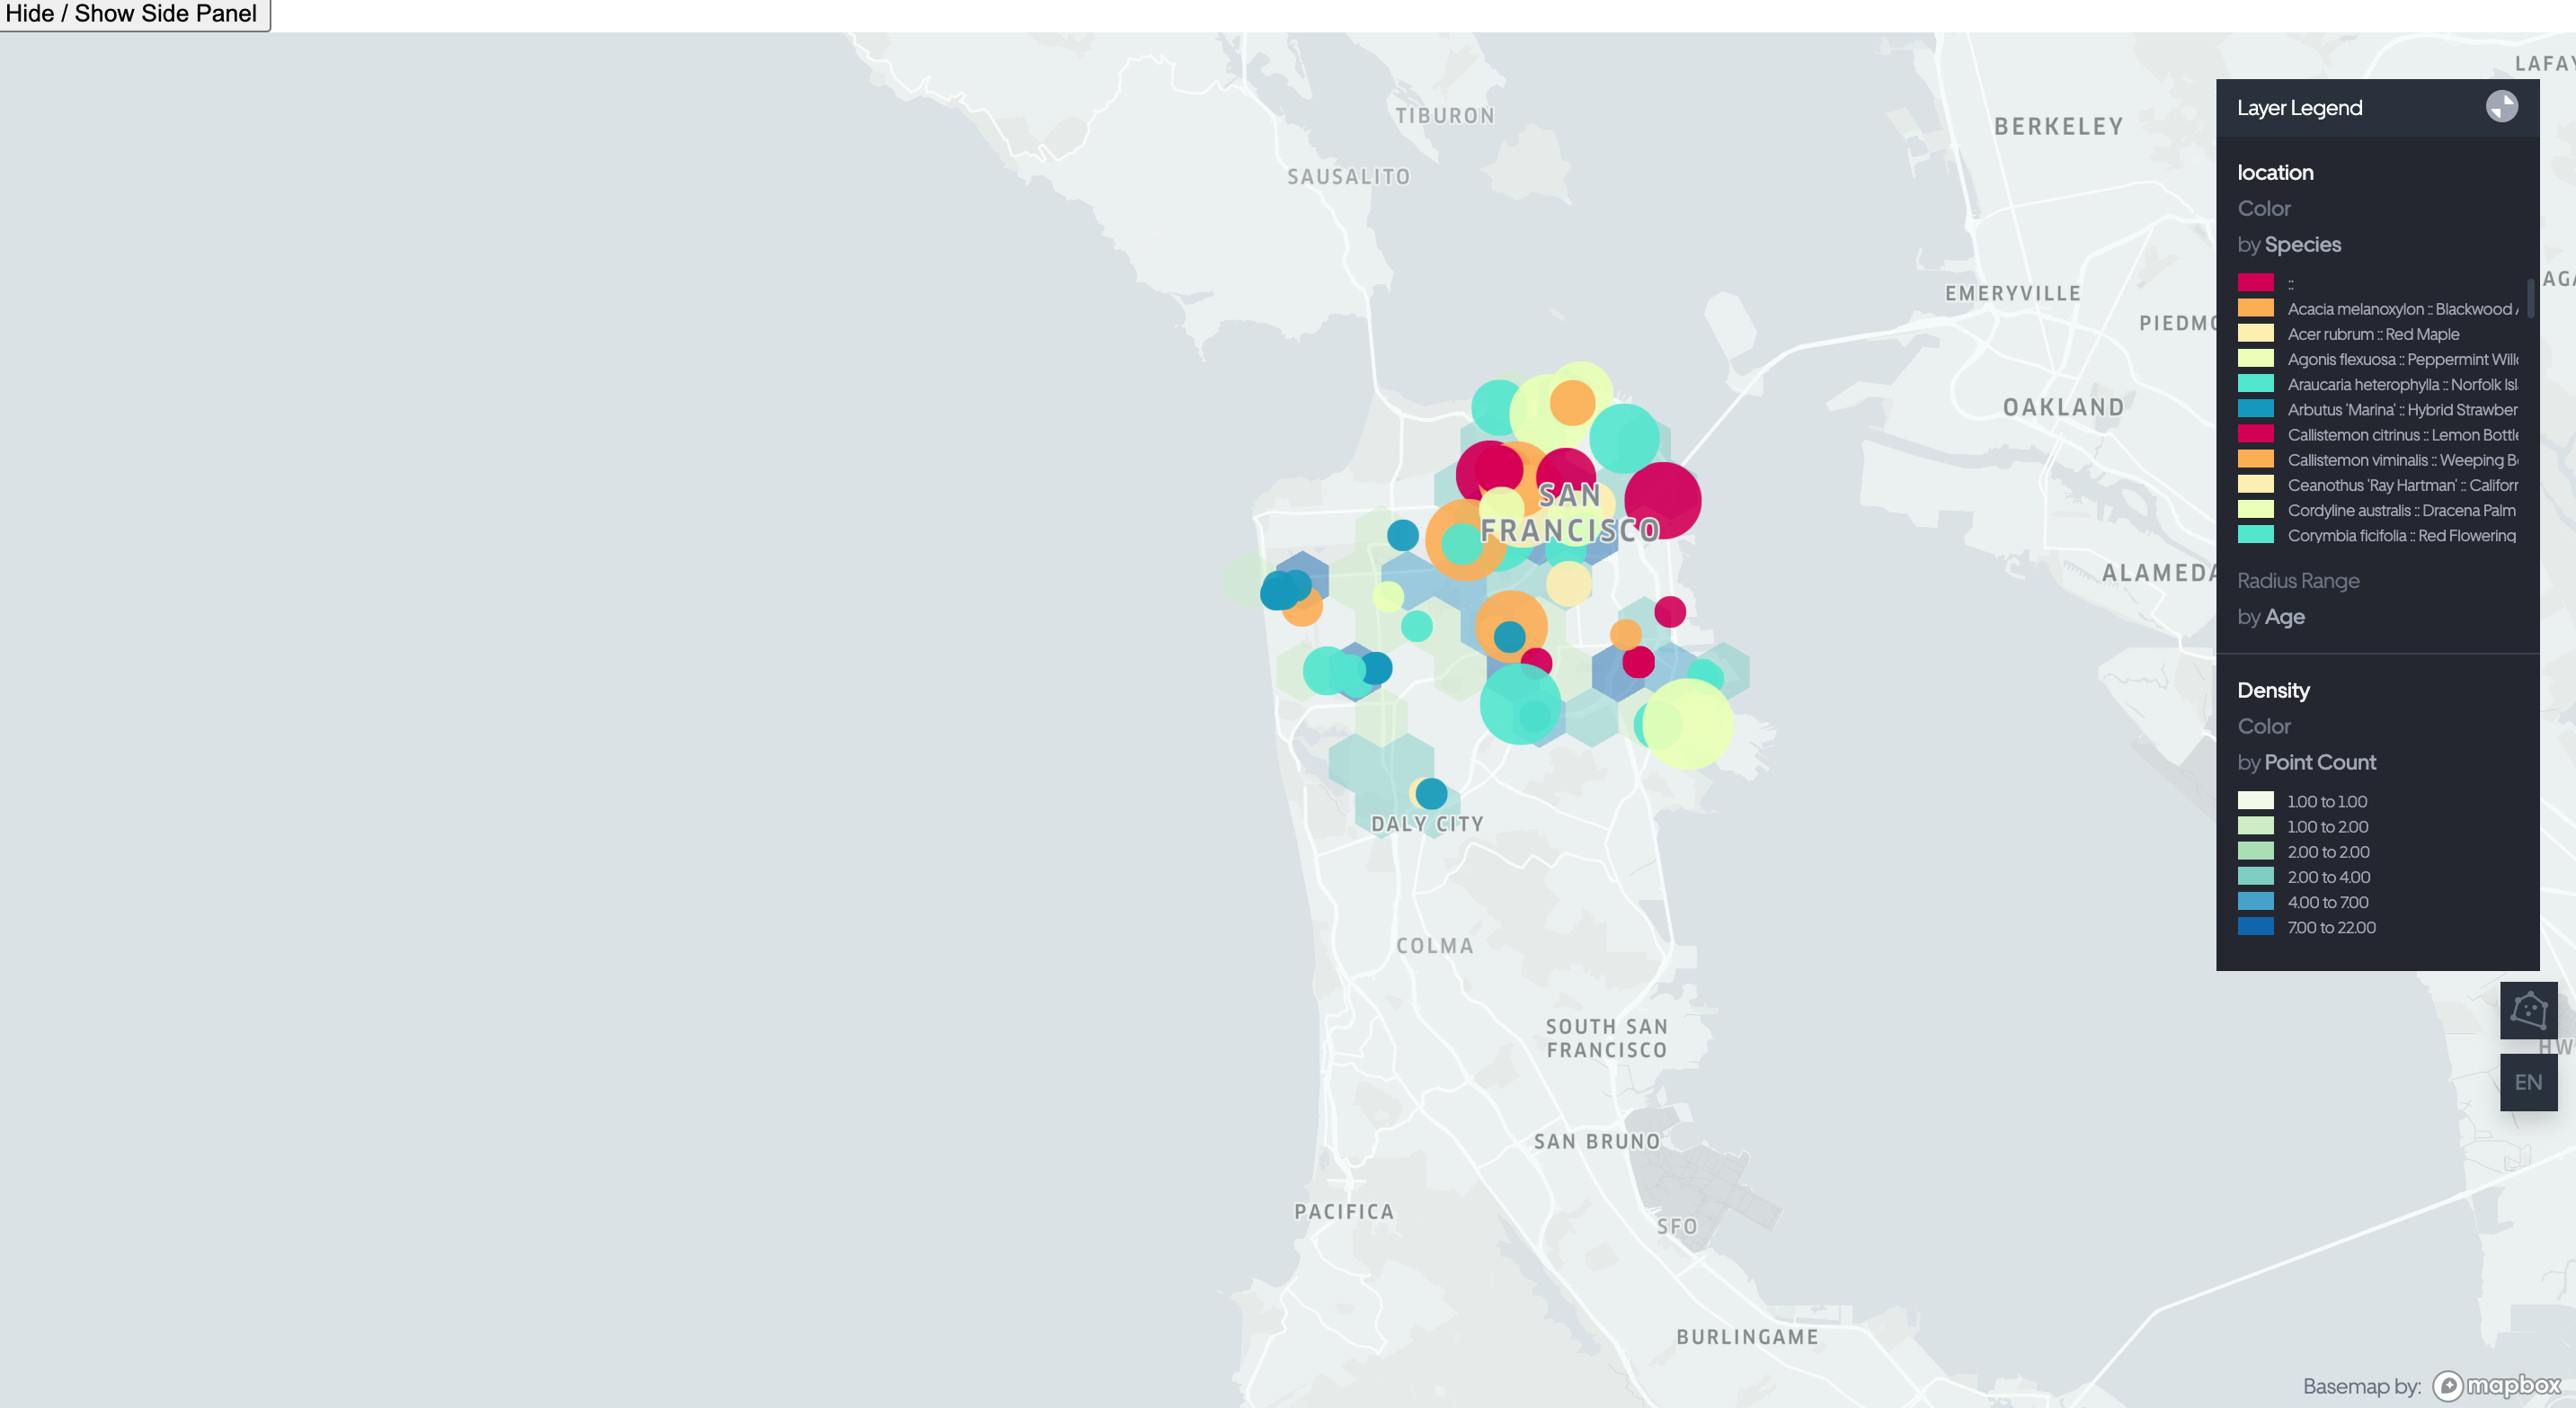 Hide / Show Side Panel
LAFAY
TIBURON
BERKELEY
SAUSALITO
EMERYVILLE
PIEDMO
OAKLAND
SAN
FRANCISCO
ALAMEDA
DALY CITY
COLMA
SOUTH SAN
FRANCISCO
SAN BRUNO
PACIFICA
SFO
BURLINGAME
Layer Legend
location
Color
by Species
::
Acacia melanoxylon :: Blackwood A
Acer rubrum :: Red Maple
Agonis flexuosa :: Peppermint Will
Araucaria heterophylla :: Norfolk Isl
Arbutus 'Marina' :: Hybrid Strawber
Callistemon citrinus :: Lemon Bottle
Callistemon viminalis :: Weeping B
Ceanothus 'Ray Hartman' :: Californ
Cordyline australis :: Dracena Palm
Corymbia ficifolia :: Red Flowering
Radius Range
by Age
Density
Color
by Point Count
1.00 to 1.00
1.00 to 2.00
2.00 to 2.00
2.00 to 4.00
4.00 to 7.00
7.00 to 22.00
AGA
HW
EN
Basemap by: mapbox